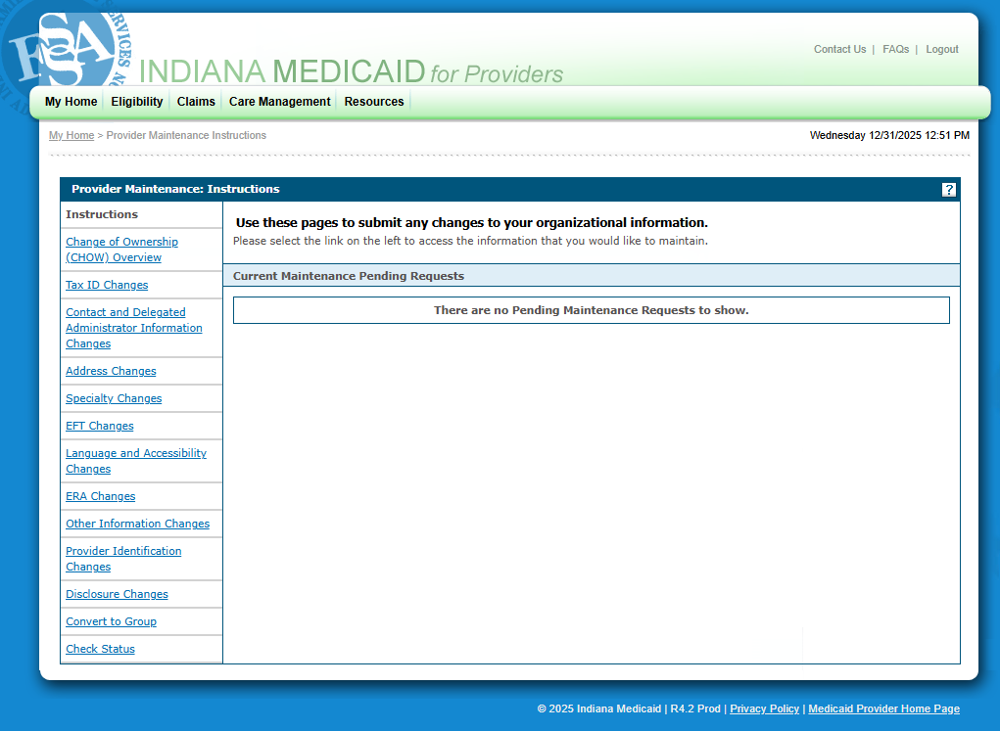 FSSA
SERVICES
Contact Us | FAQs | Logout
INDIANA MEDICAID for Providers
My Home Eligibility Claims Care Management Resources
My Home > Provider Maintenance Instructions
Wednesday 12/31/2025 12:51 PM
Provider Maintenance: Instructions
?
Instructions
Change of Ownership
(CHOW) Overview
Tax ID Changes
Contact and Delegated
Administrator Information
Changes
Address Changes
Specialty Changes
EFT Changes
Language and Accessibility
Changes
ERA Changes
Other Information Changes
Provider Identification
Changes
Disclosure Changes
Convert to Group
Check Status
Use these pages to submit any changes to your organizational information.
Please select the link on the left to access the information that you would like to maintain.
Current Maintenance Pending Requests
There are no Pending Maintenance Requests to show.
© 2025 Indiana Medicaid | R4.2 Prod | Privacy Policy | Medicaid Provider Home Page